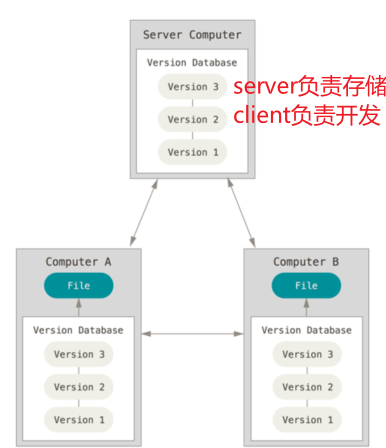 Server Computer
Version Database
Version 3
Version 2
Version 1
server负责存储
client负责开发
Computer A
File
Version Database
Version 3
Version 2
Version 1
Computer B
File
Version Database
Version 3
Version 2
Version 1